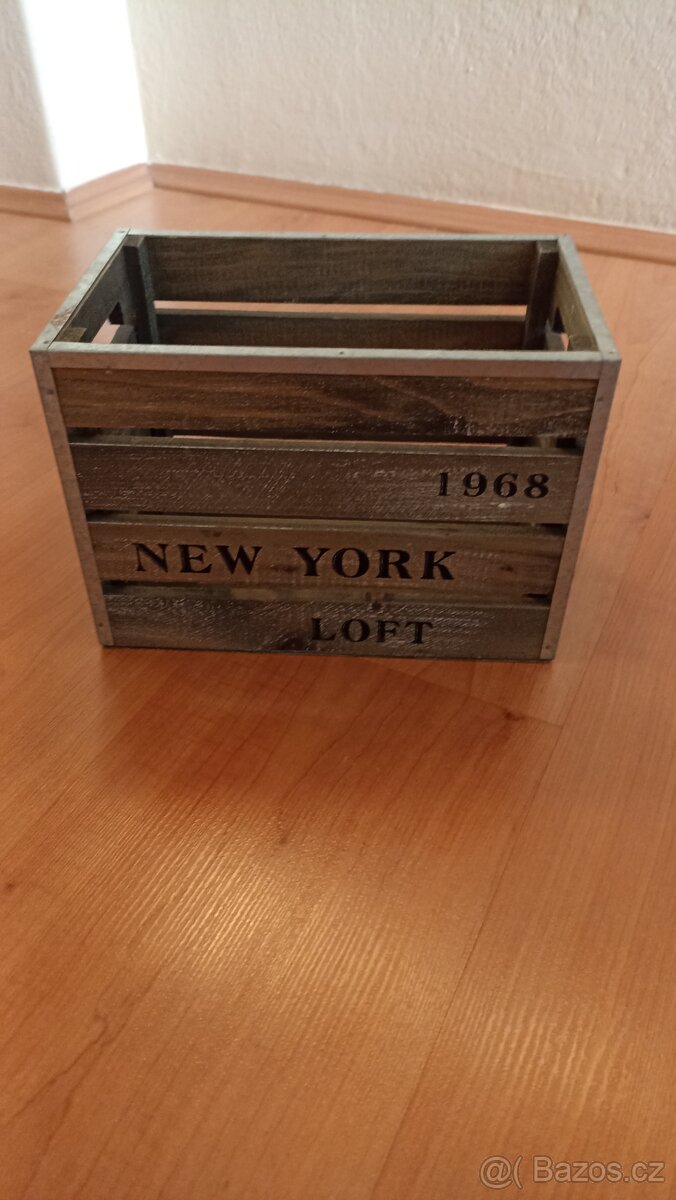 1968
NEW YORK
LOFT
@( Bazos.cz